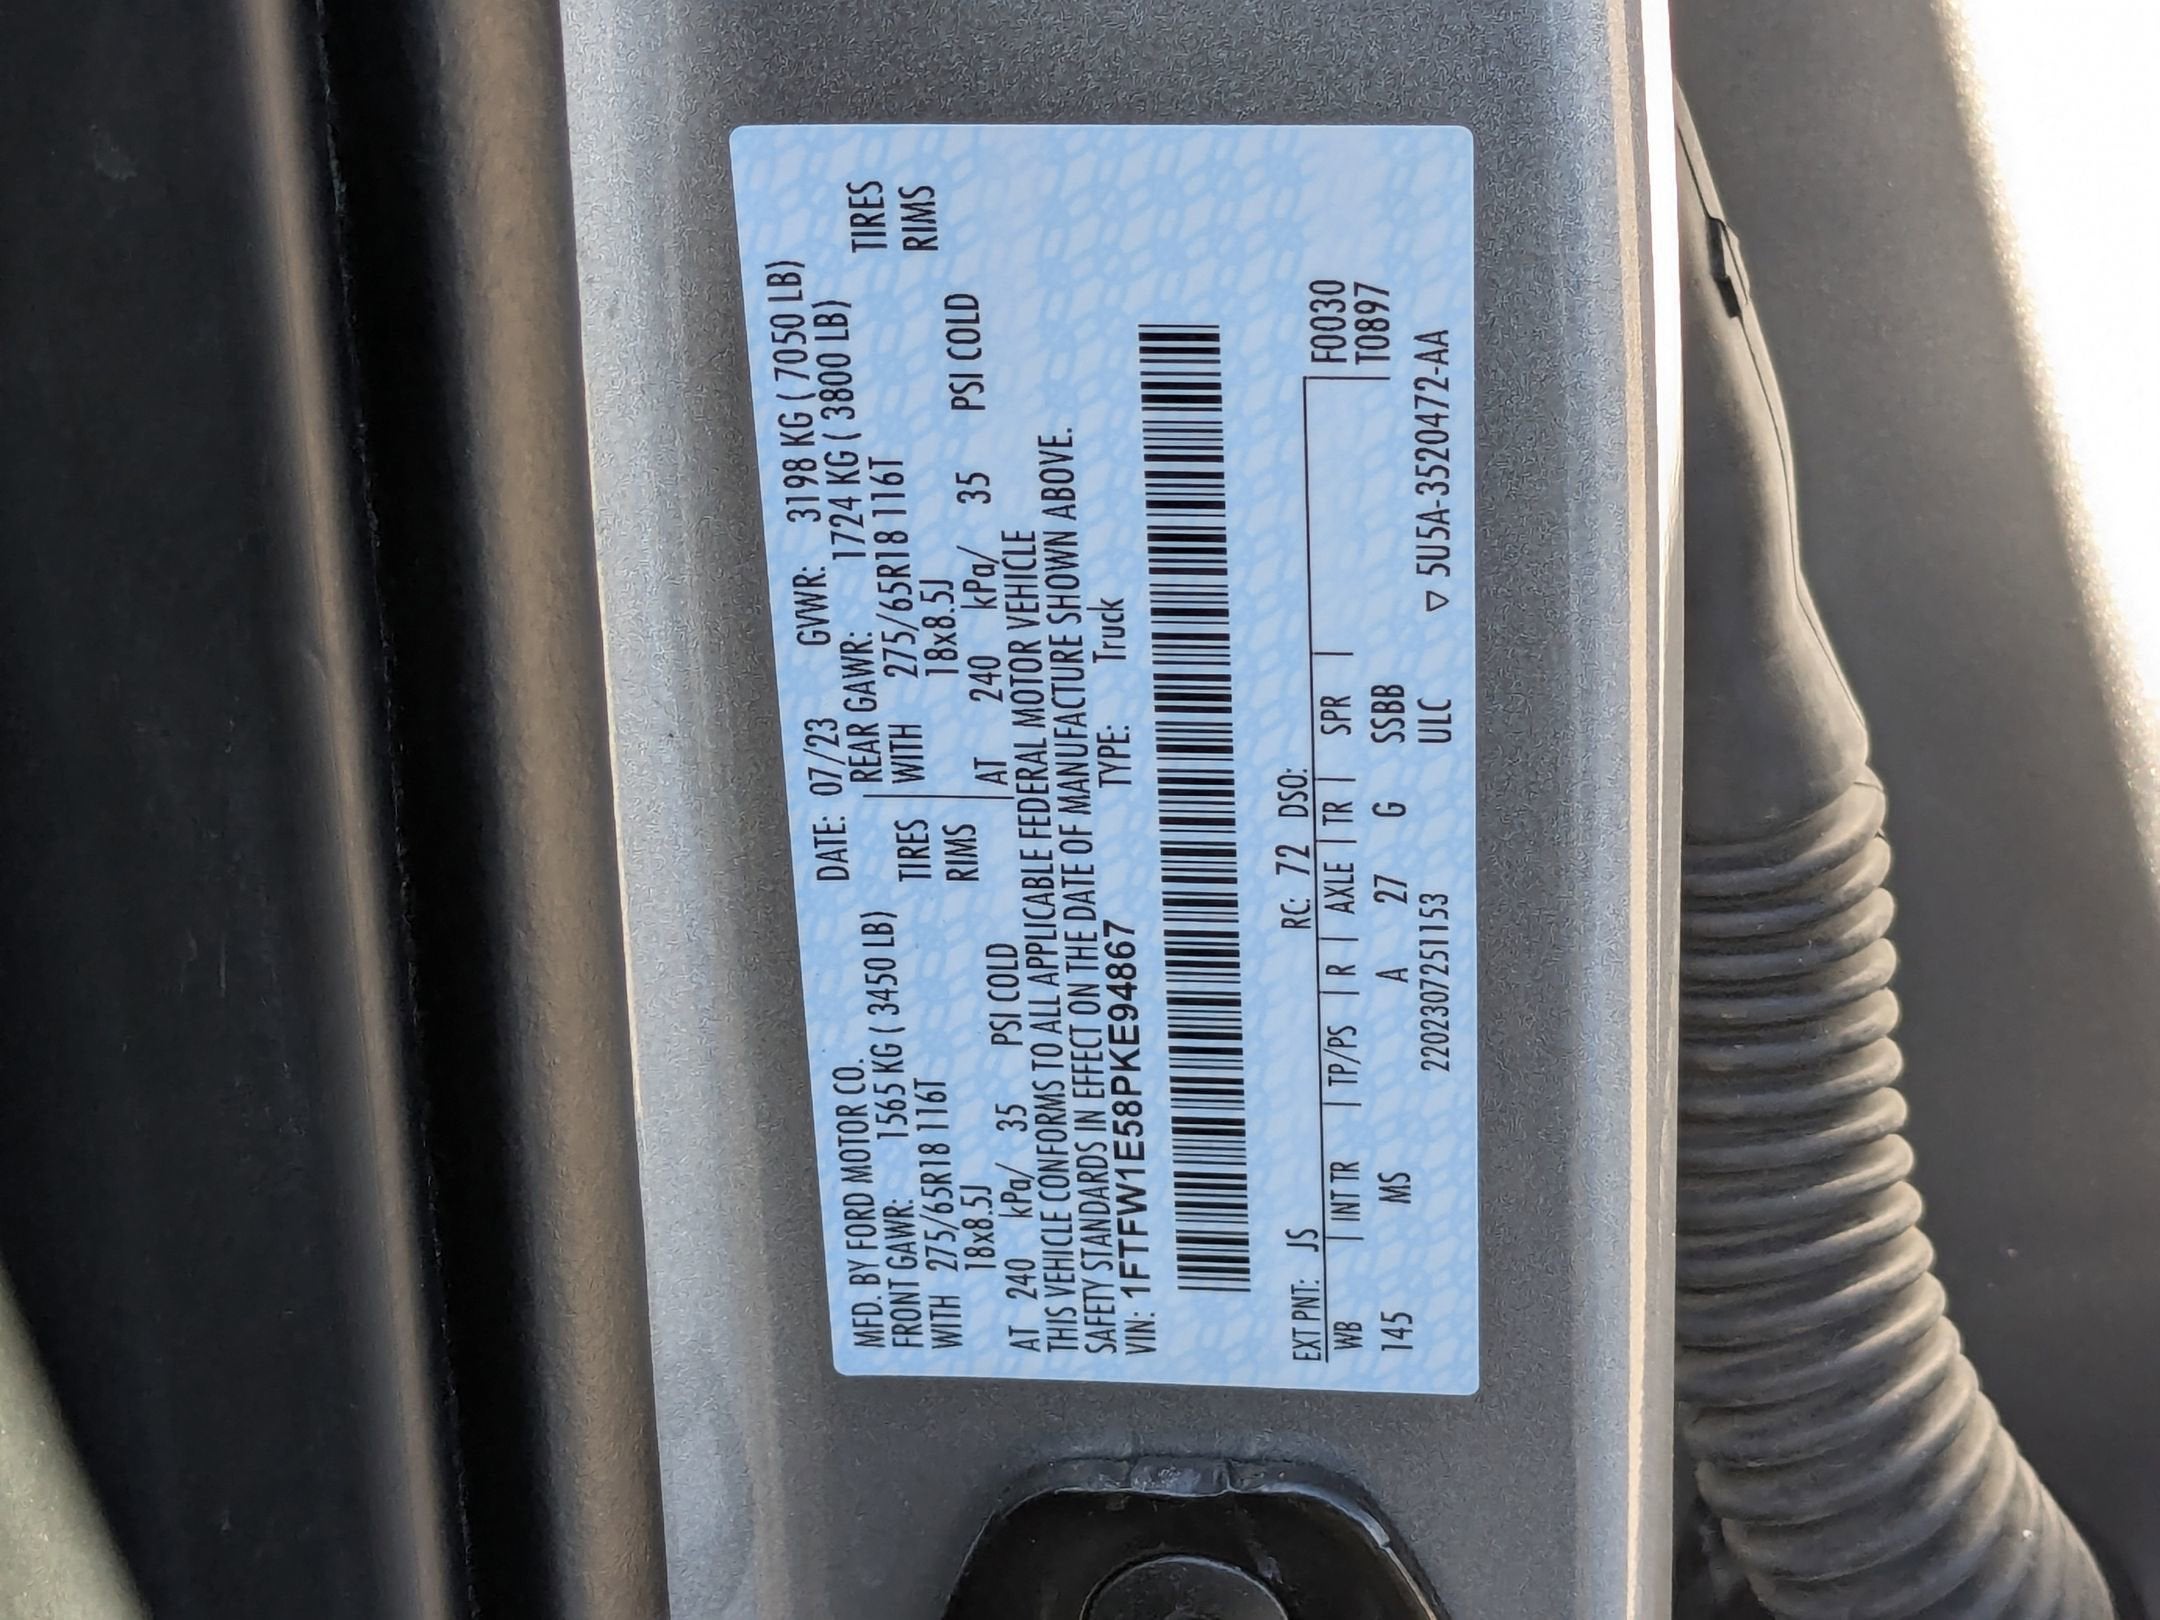 MFD. BY FORD MOTOR CO. DATE: 07/23 GVWR: 3198 KG ( 7050 LB)
FRONT GAWR: 1565 KG ( 3450 LB) REAR GAWR: 1724 KG ( 3800 LB)
WITH 275/65R18 116T TIRES WITH 275/65R18 116T TIRES
18x8.5J RIMS 18x8.5J RIMS
AT 240 kPa/ 35 PSI COLD AT 240 kPa/ 35 PSI COLD
THIS VEHICLE CONFORMS TO ALL APPLICABLE FEDERAL MOTOR VEHICLE
SAFETY STANDARDS IN EFFECT ON THE DATE OF MANUFACTURE SHOWN ABOVE.
VIN: 1FTFW1E58PKE94867 TYPE: Truck
EXT PNT: JS RC: 72 DSO:
WB | INT TR | TP/PS | R | AXLE | TR | SPR | F0030
145 MS A 27 G SSBB T0897
2202307251153 ULC ▽ 5U5A-3520472-AA